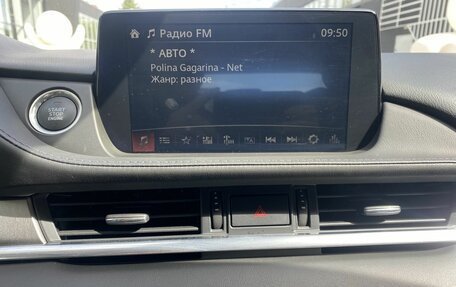 Радио FM 09:50
* АВТО *
Polina Gagarina - Net
Жанр: разное
START
STOP
ENGINE